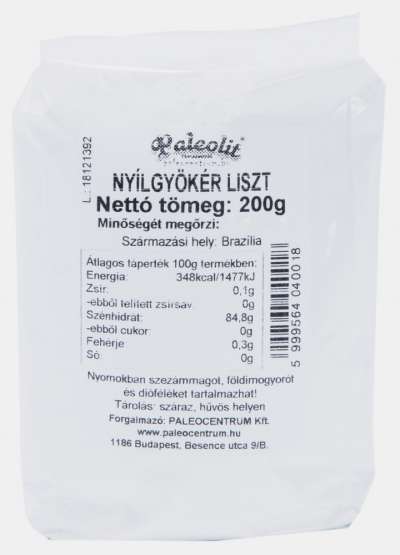 Paleolit
paleocentrum.hu
NYÍLGYÖKÉR LISZT
Nettó tömeg: 200g
Minőségét megőrzi:
Származási hely: Brazília
Átlagos tápérték 100g termékben:
Energia: 348kcal/1477kJ
Zsír: 0,1g
-ebből telített zsírsav: 0g
Szénhidrát: 84,8g
-ebből cukor: 0g
Fehérje 0,3g
Só: 0g
Nyomokban szezámmagot, földimogyorót
és dióféléket tartalmazhat!
Tárolás: száraz, hűvös helyen
Forgalmazó: PALEOCENTRUM Kft.
www.paleocentrum.hu
1186 Budapest, Besence utca 9/B.
L.: 18121392
5 999564 040018